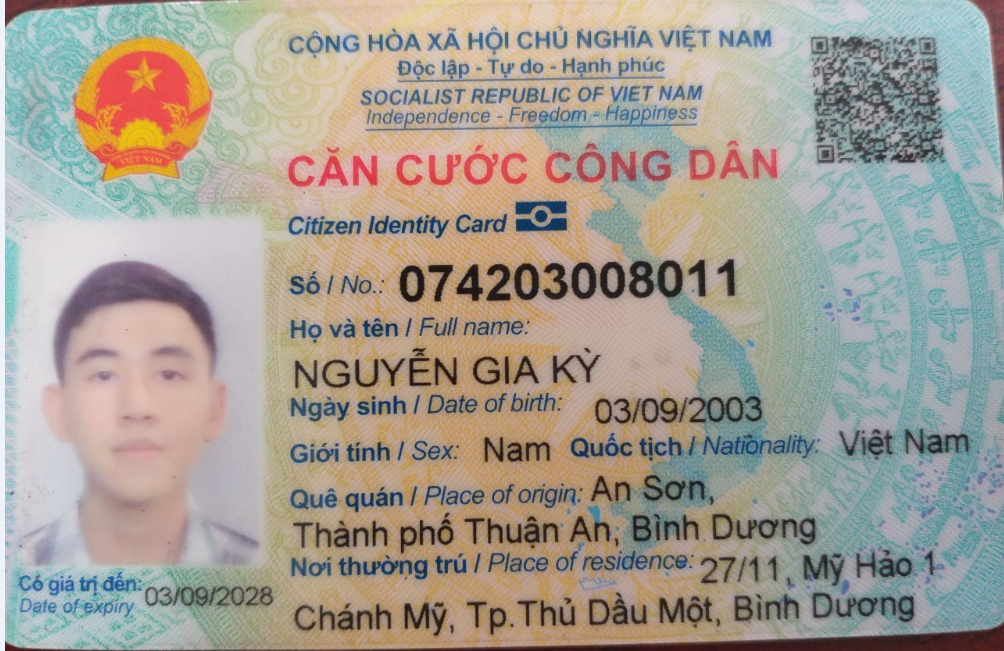 CỘNG HÒA XÃ HỘI CHỦ NGHĨA VIỆT NAM
Độc lập - Tự do - Hạnh phúc
SOCIALIST REPUBLIC OF VIET NAM
Independence - Freedom - Happiness
CĂN CƯỚC CÔNG DÂN
Citizen Identity Card
VIỆT NAM
Số / No.: 074203008011
Họ và tên / Full name:
NGUYỄN GIA KỲ
Ngày sinh / Date of birth: 03/09/2003
Giới tính / Sex: Nam Quốc tịch / Nationality: Việt Nam
Quê quán / Place of origin: An Sơn,
Thành phố Thuận An, Bình Dương
Nơi thường trú / Place of residence: 27/11, Mỹ Hảo 1
Chánh Mỹ, Tp.Thủ Dầu Một, Bình Dương
Có giá trị đến: 03/09/2028
Date of expiry